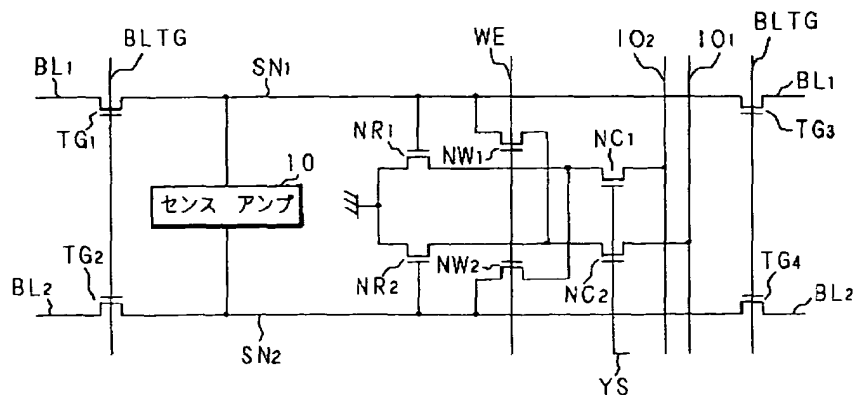 BLTG
WE
IO2
IO1
BLTG
BL1
SN1
BL1
TG1
NR1
NW1
NC1
TG3
10
センス アンプ
TG2
NW2
TG4
BL2
NR2
NC2
BL2
SN2
YS